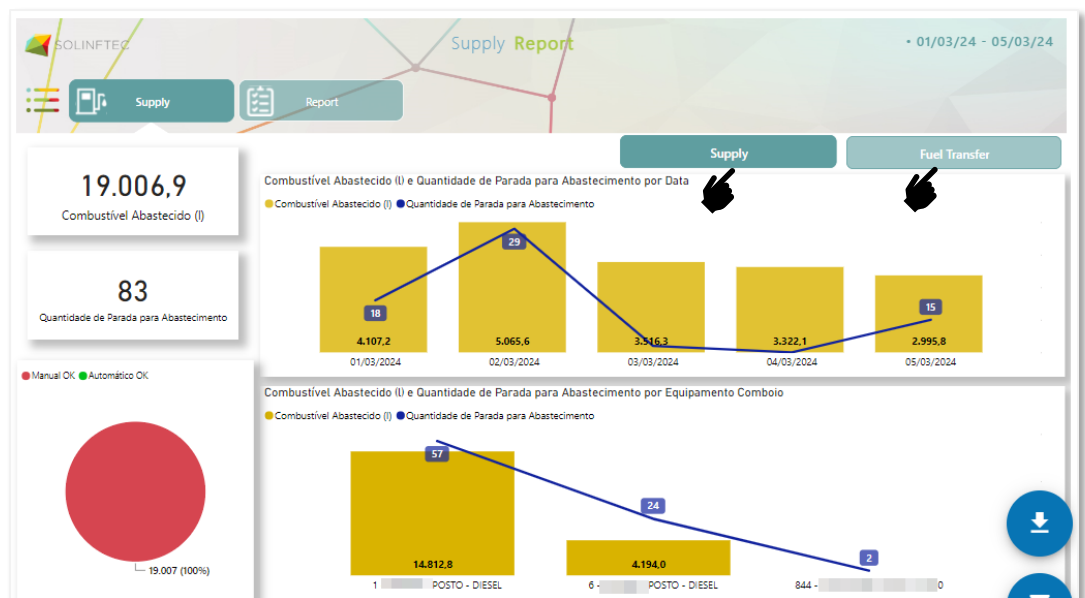 SOLINFTEC
Supply Report
• 01/03/24 - 05/03/24
Supply
Report
Supply
Fuel Transfer
19.006,9
Combustível Abastecido (l)
83
Quantidade de Parada para Abastecimento
Manual OK Automático OK
19.007 (100%)
Combustível Abastecido (l) e Quantidade de Parada para Abastecimento por Data
Combustível Abastecido (l) Quantidade de Parada para Abastecimento
18
29
15
4.107,2
5.065,6
3.516,3
3.322,1
2.995,8
01/03/2024
02/03/2024
03/03/2024
04/03/2024
05/03/2024
Combustível Abastecido (l) e Quantidade de Parada para Abastecimento por Equipamento Comboio
Combustível Abastecido (l) Quantidade de Parada para Abastecimento
57
24
2
14.812,8
4.194,0
1 POSTO - DIESEL
6 - POSTO - DIESEL
844 - 0